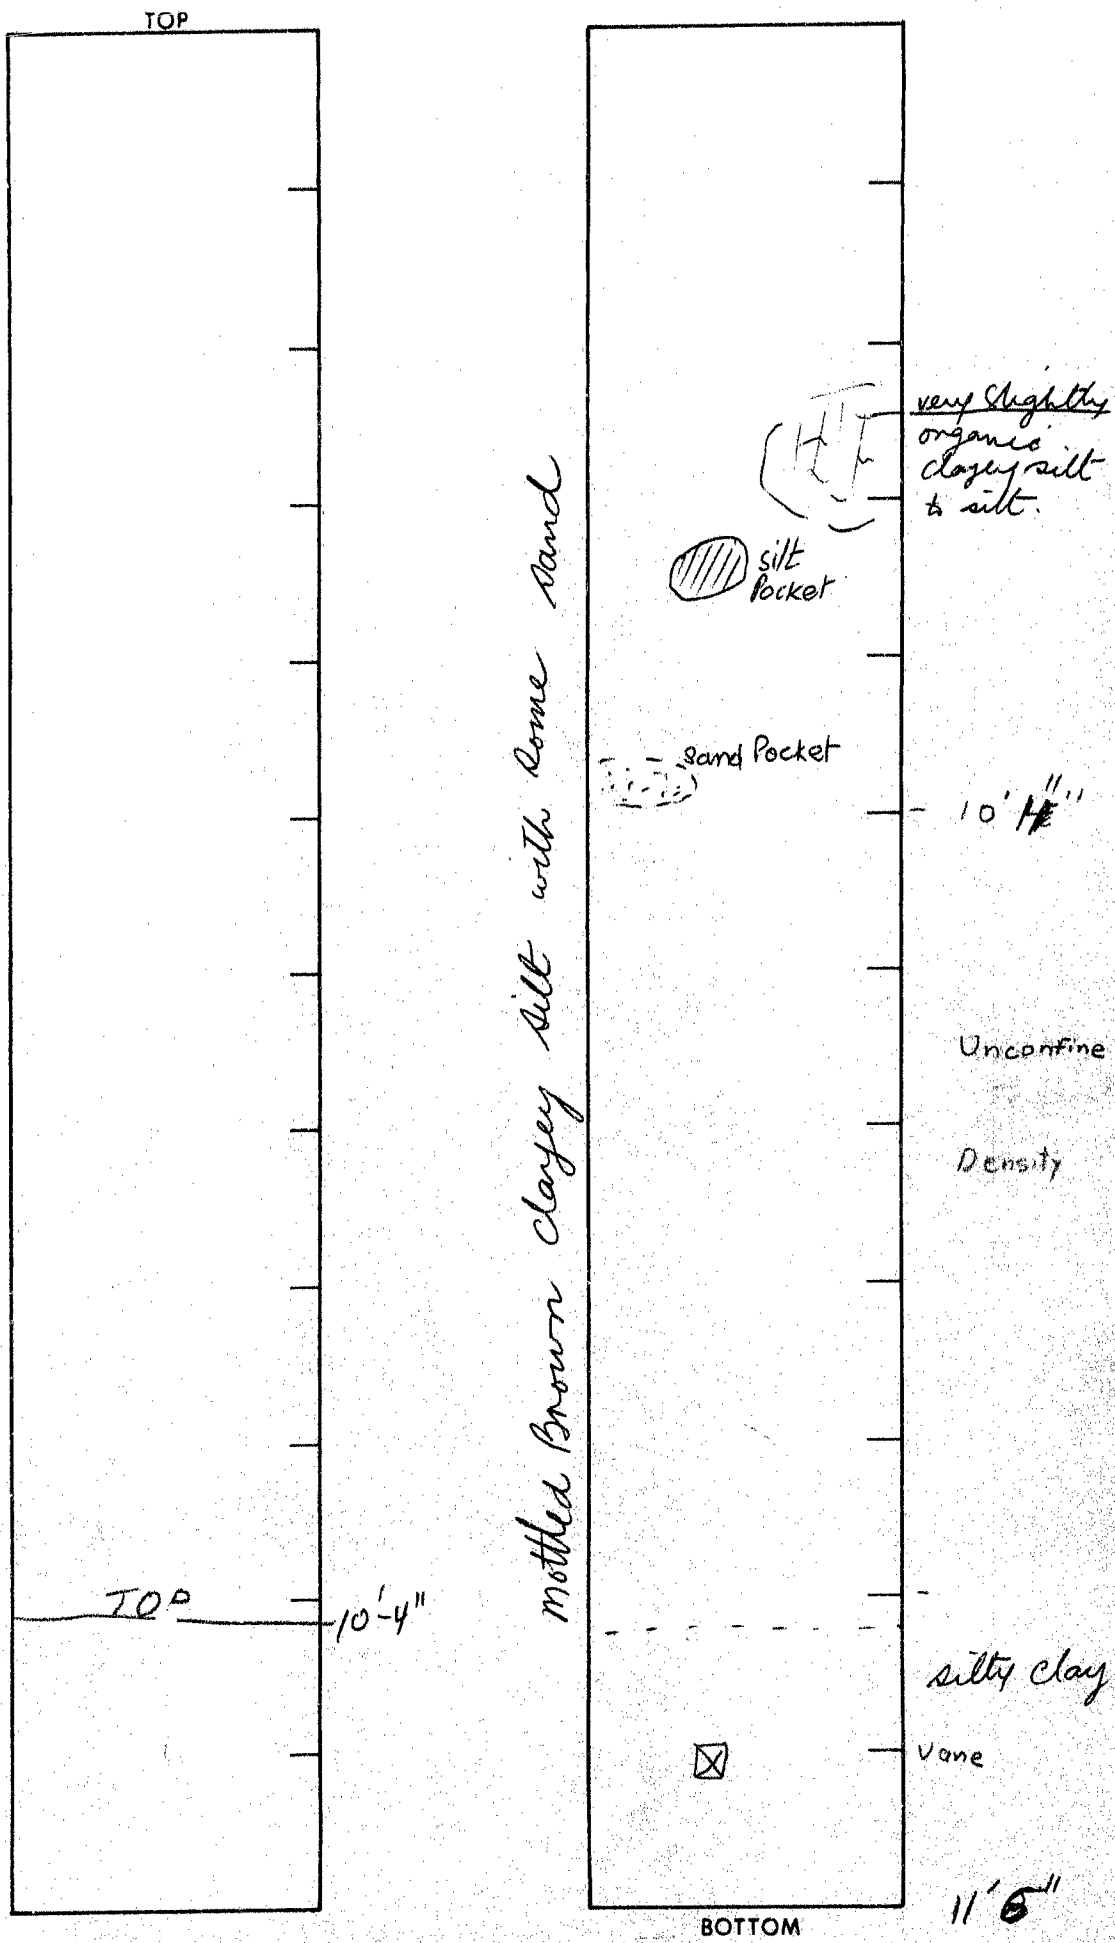 TOP
TOP
10'-4"
Mottled Brown clayey silt with some sand
very slightly
organic
clayey silt
to silt.
silt
Pocket
sand Pocket
10'
Unconfine
Density
silty clay
Vane
11'
BOTTOM